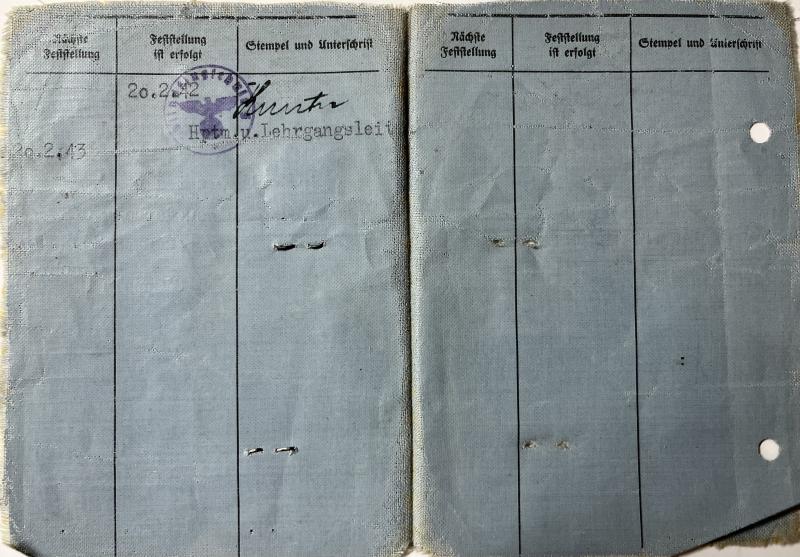 Nächste
Feststellung
Feststellung
ist erfolgt
Stempel und Unterschrift
20.2.42
Hptm.u.Lehrgangsleit
20.2.43
Nächste
Feststellung
Feststellung
ist erfolgt
Stempel und Unterschrift